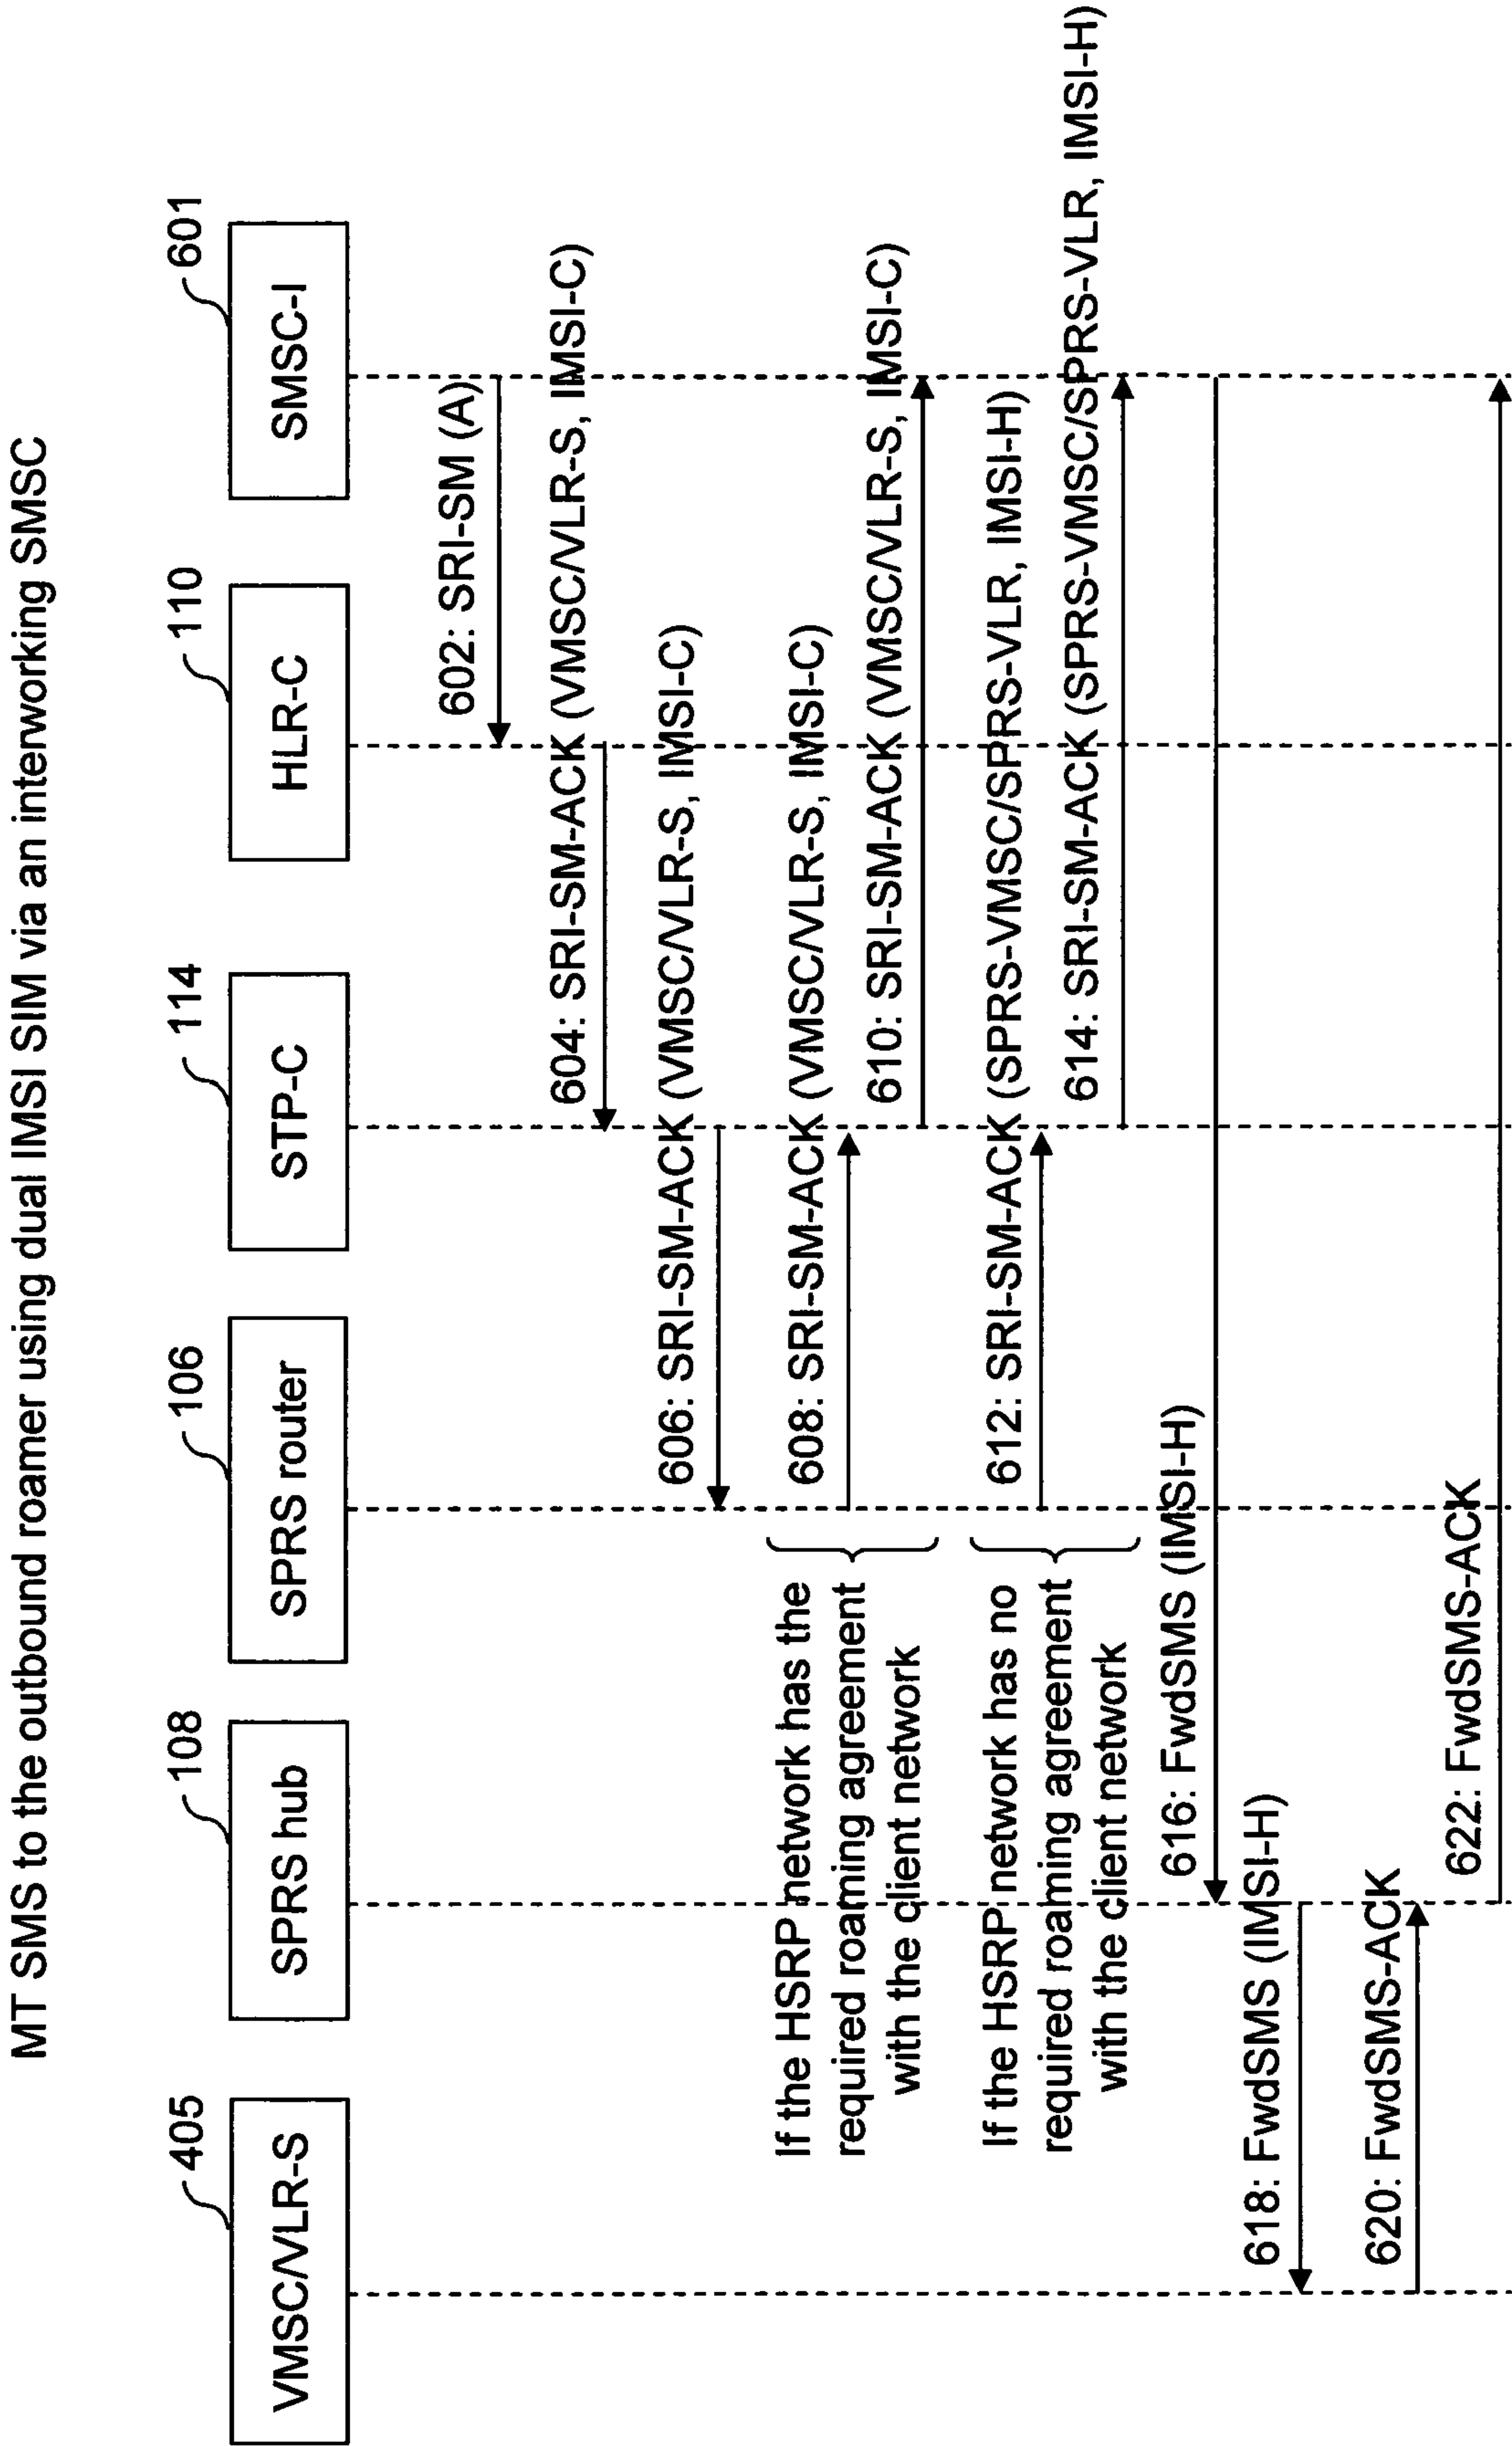 MT SMS to the outbound roamer using dual IMSI SIM via an interworking SMSC
405
108
106
114
110
601
VMSC/VLR-S
SPRS hub
SPRS router
STP-C
HLR-C
SMSC-I
602: SRI-SM (A)
604: SRI-SM-ACK (VMSC/VLR-S, IMSI-C)
606: SRI-SM-ACK (VMSC/VLR-S, IMSI-C)
If the HSRP network has the
required roaming agreement
with the client network
608: SRI-SM-ACK (VMSC/VLR-S, IMSI-C)
610: SRI-SM-ACK (VMSC/VLR-S, IMSI-C)
If the HSRP network has no
required roaming agreement
with the client network
612: SRI-SM-ACK (SPRS-VMSC/SPRS-VLR, IMSI-H)
614: SRI-SM-ACK (SPRS-VMSC/SPRS-VLR, IMSI-H)
616: FwdSMS (IMSI-H)
618: FwdSMS (IMSI-H)
620: FwdSMS-ACK
622: FwdSMS-ACK